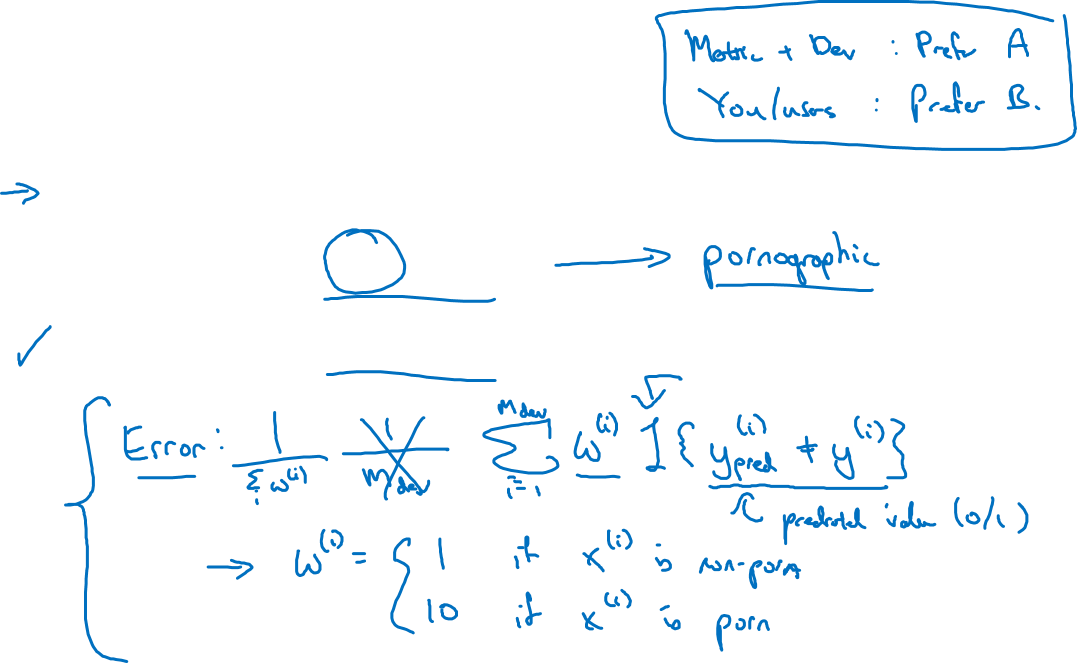 Metric + Dev : Prefer A
You/users : Prefer B.
→
→ pornographic
✓
Error: 1/∑ᵢ w⁽ⁱ⁾ 1/m_dev ∑_{i=1}^{m_dev} w⁽ⁱ⁾ I{y_pred⁽ⁱ⁾ ≠ y⁽ⁱ⁾}
predicted value (0/1)
→ w⁽ⁱ⁾ = { 1 if x⁽ⁱ⁾ is non-porn
10 if x⁽ⁱ⁾ is porn